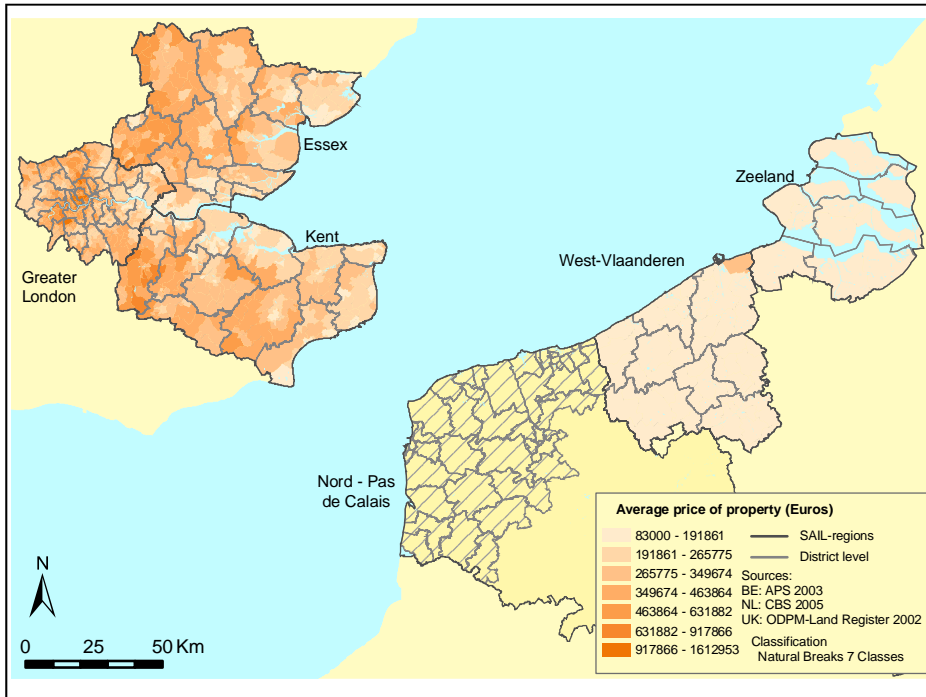 Essex
Zeeland
Kent
West-Vlaanderen
Greater
London
Nord - Pas
de Calais
N
0 25 50 Km
Average price of property (Euros)
83000 - 191861
191861 - 265775
265775 - 349674
349674 - 463864
463864 - 631882
631882 - 917866
917866 - 1612953
SAIL-regions
District level
Sources:
BE: APS 2003
NL: CBS 2005
UK: ODPM-Land Register 2002
Classification
Natural Breaks 7 Classes